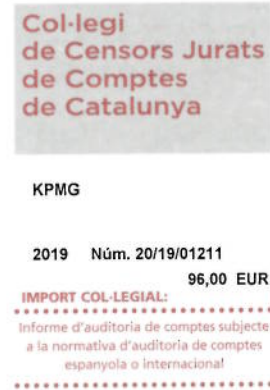 Col·legi
de Censors Jurats
de Comptes
de Catalunya
KPMG
2019 Núm. 20/19/01211
96,00 EUR
IMPORT COL·LEGIAL:
Informe d'auditoria de comptes subjecte
a la normativa d'auditoria de comptes
espanyola o internacional